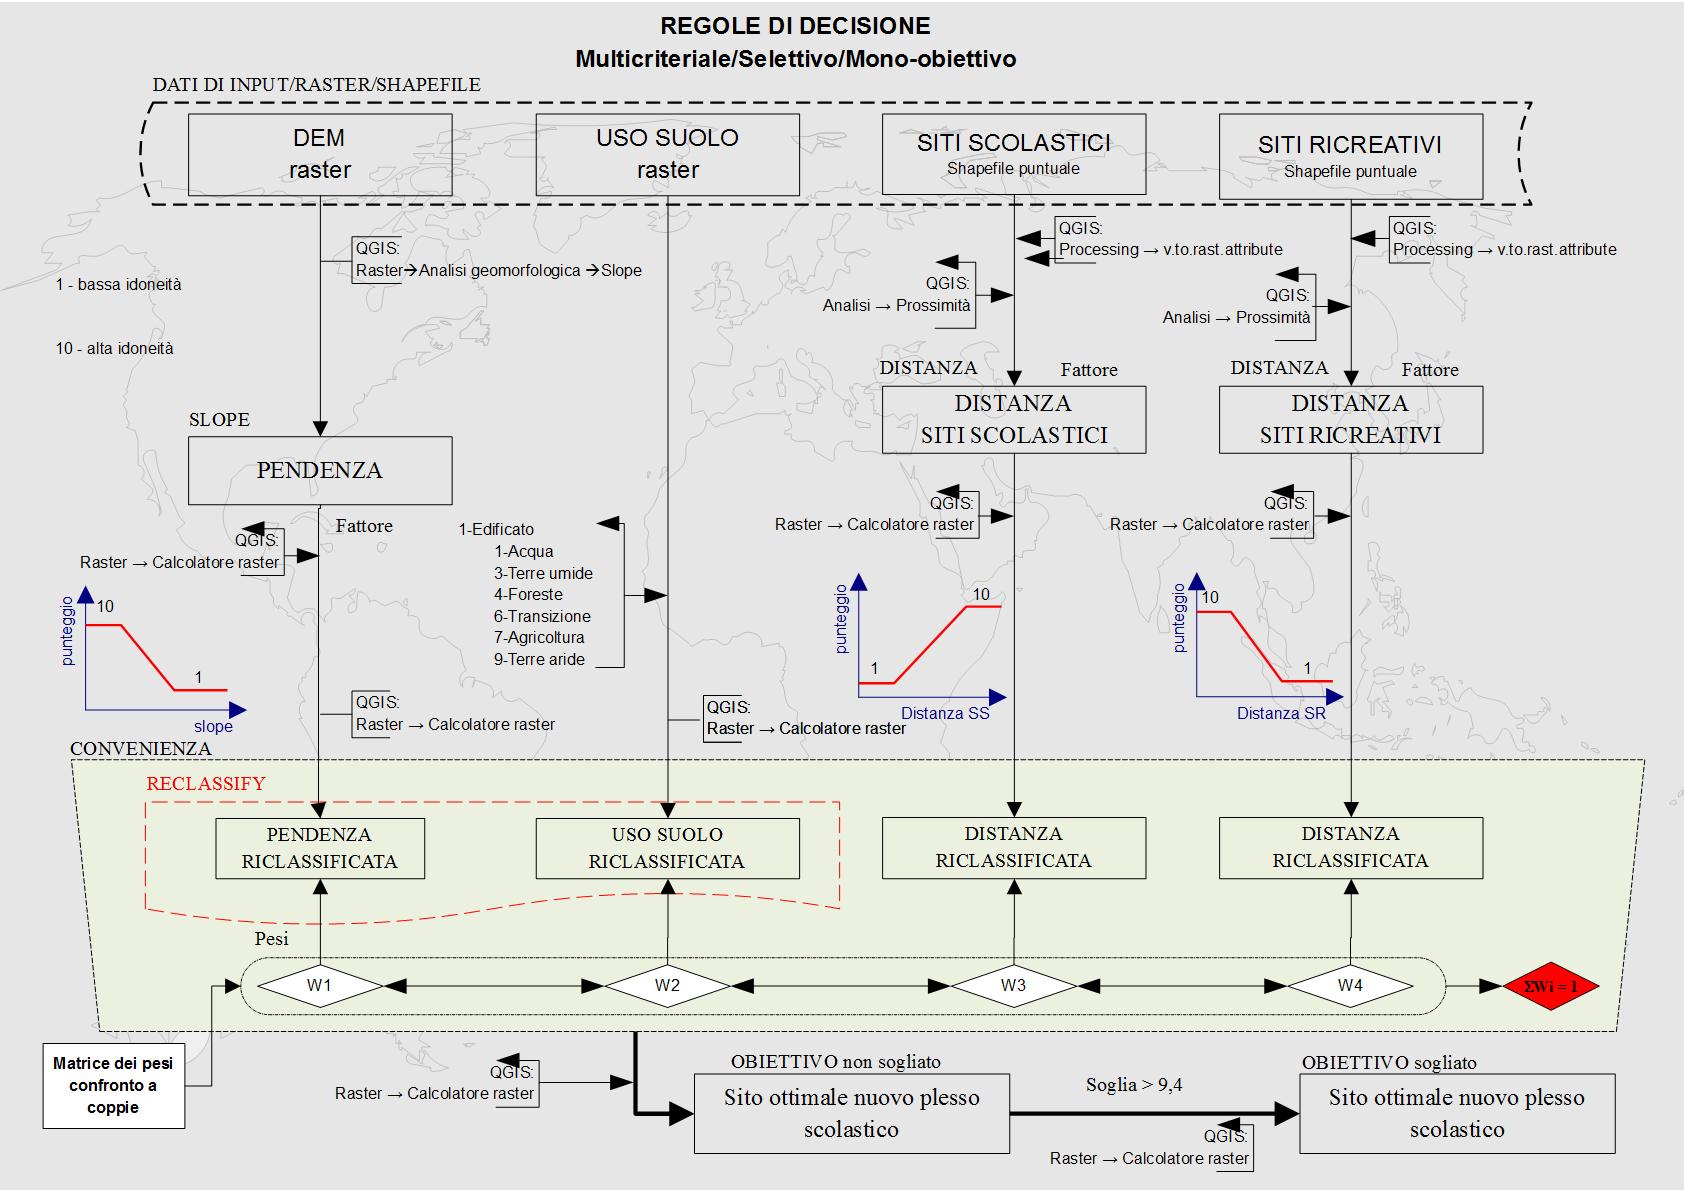 REGOLE DI DECISIONE
Multicriteriale/Selettivo/Mono-obiettivo
DATI DI INPUT/RASTER/SHAPEFILE
DEM
raster
USO SUOLO
raster
SITI SCOLASTICI
Shapefile puntuale
SITI RICREATIVI
Shapefile puntuale
QGIS:
Raster→Analisi geomorfologica →Slope
QGIS:
Processing → v.to.rast.attribute
QGIS:
Processing → v.to.rast.attribute
1 - bassa idoneità
10 - alta idoneità
QGIS:
Analisi → Prossimità
QGIS:
Analisi → Prossimità
DISTANZA
Fattore
DISTANZA
SITI SCOLASTICI
DISTANZA
Fattore
DISTANZA
SITI RICREATIVI
SLOPE
PENDENZA
Fattore
QGIS:
Raster → Calcolatore raster
1-Edificato
1-Acqua
3-Terre umide
4-Foreste
6-Transizione
7-Agricoltura
9-Terre aride
QGIS:
Raster → Calcolatore raster
QGIS:
Raster → Calcolatore raster
punteggio
10
1
slope
punteggio
10
1
Distanza SS
punteggio
10
1
Distanza SR
QGIS:
Raster → Calcolatore raster
QGIS:
Raster → Calcolatore raster
CONVENIENZA
RECLASSIFY
PENDENZA
RICLASSIFICATA
USO SUOLO
RICLASSIFICATA
DISTANZA
RICLASSIFICATA
DISTANZA
RICLASSIFICATA
Pesi
W1
W2
W3
W4
ΣWi = 1
Matrice dei pesi
confronto a
coppie
QGIS:
Raster → Calcolatore raster
OBIETTIVO non sogliato
Sito ottimale nuovo plesso
scolastico
Soglia > 9,4
QGIS:
Raster → Calcolatore raster
OBIETTIVO sogliato
Sito ottimale nuovo plesso
scolastico